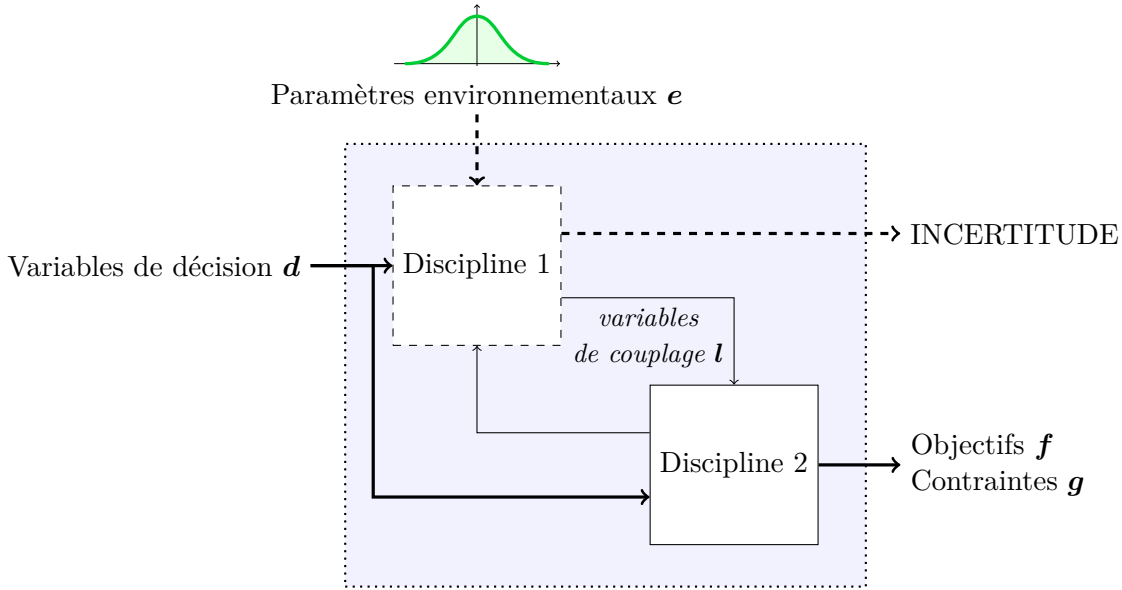 Paramètres environnementaux e
INCERTITUDE
Variables de décision d
Discipline 1
variables
de couplage l
Objectifs f
Discipline 2
Contraintes g